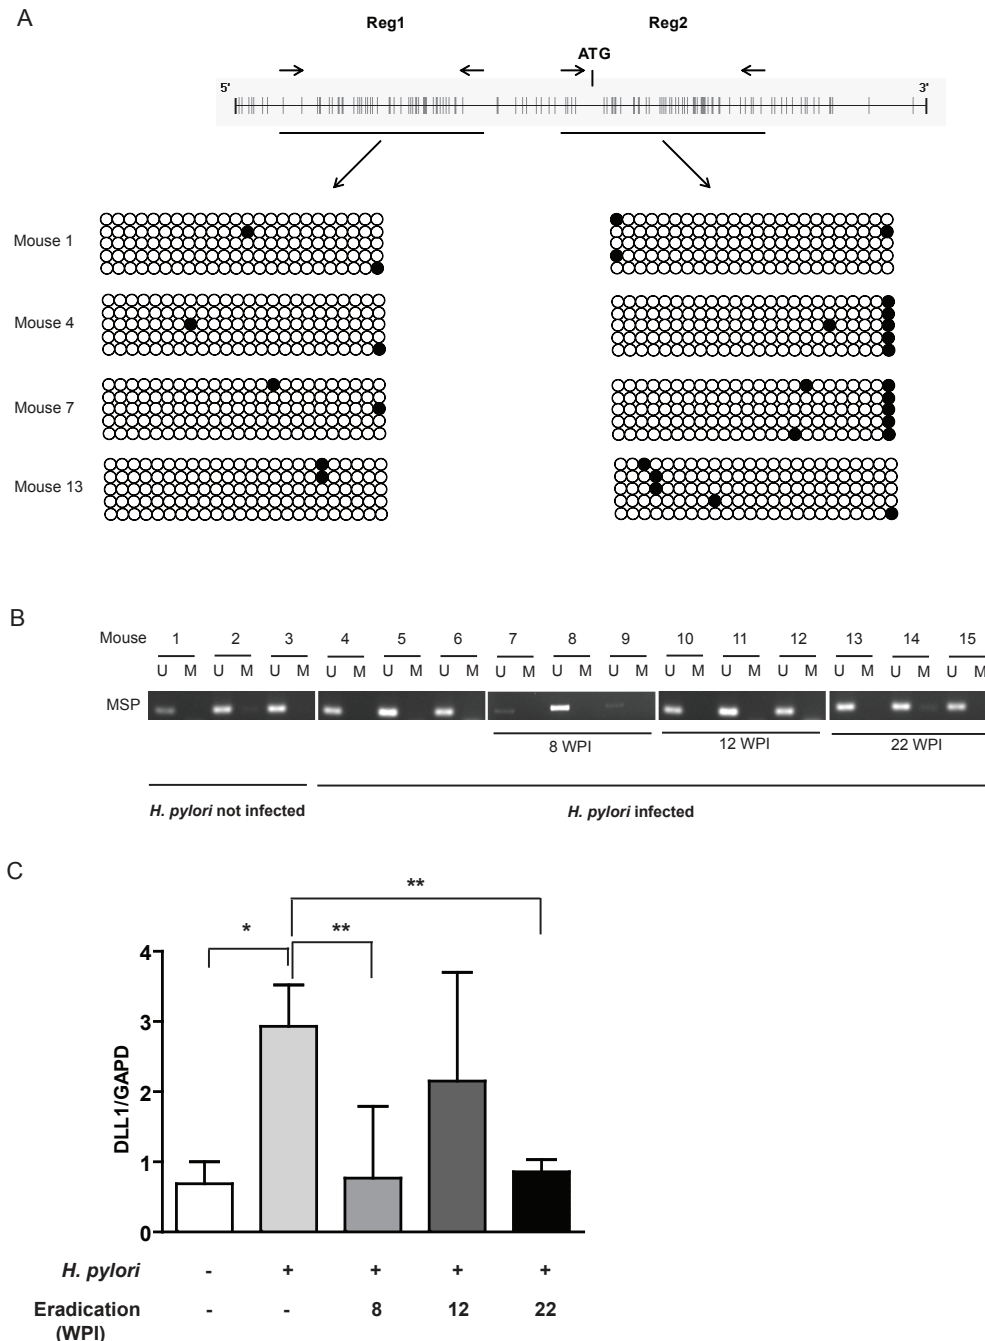 A
Reg1 Reg2
ATG
5' 3'
Mouse 1
Mouse 4
Mouse 7
Mouse 13
B
Mouse 1 2 3 4 5 6 7 8 9 10 11 12 13 14 15
U M U M U M U M U M U M U M U M U M U M U M U M U M U M U M
MSP
8 WPI 12 WPI 22 WPI
H. pylori not infected H. pylori infected
C
**
* **
4
3
2
1
0
DLL1/GAPD
H. pylori - + + + +
Eradication - - 8 12 22
(WPI)